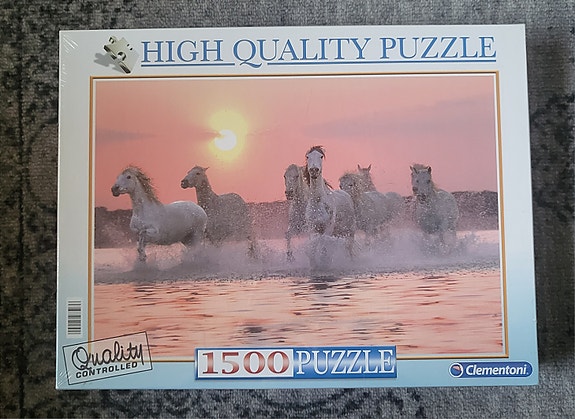 HIGH QUALITY PUZZLE
Quality
CONTROLLED
1500 PUZZLE
Clementoni